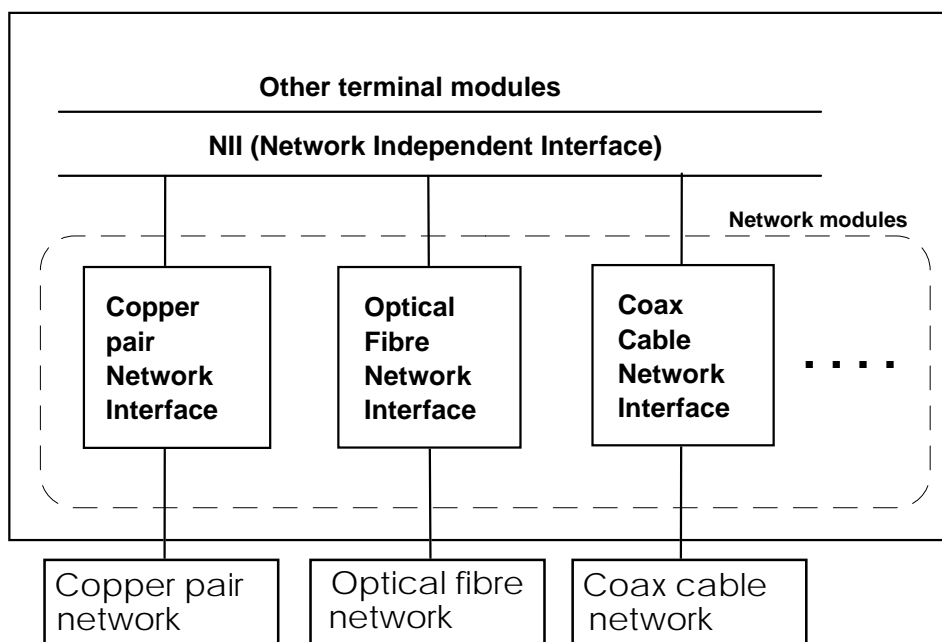 Other terminal modules
NII (Network Independent Interface)
Network modules
Copper
pair
Network
Interface
Optical
Fibre
Network
Interface
Coax
Cable
Network
Interface
. . . .
Copper pair
network
Optical fibre
network
Coax cable
network